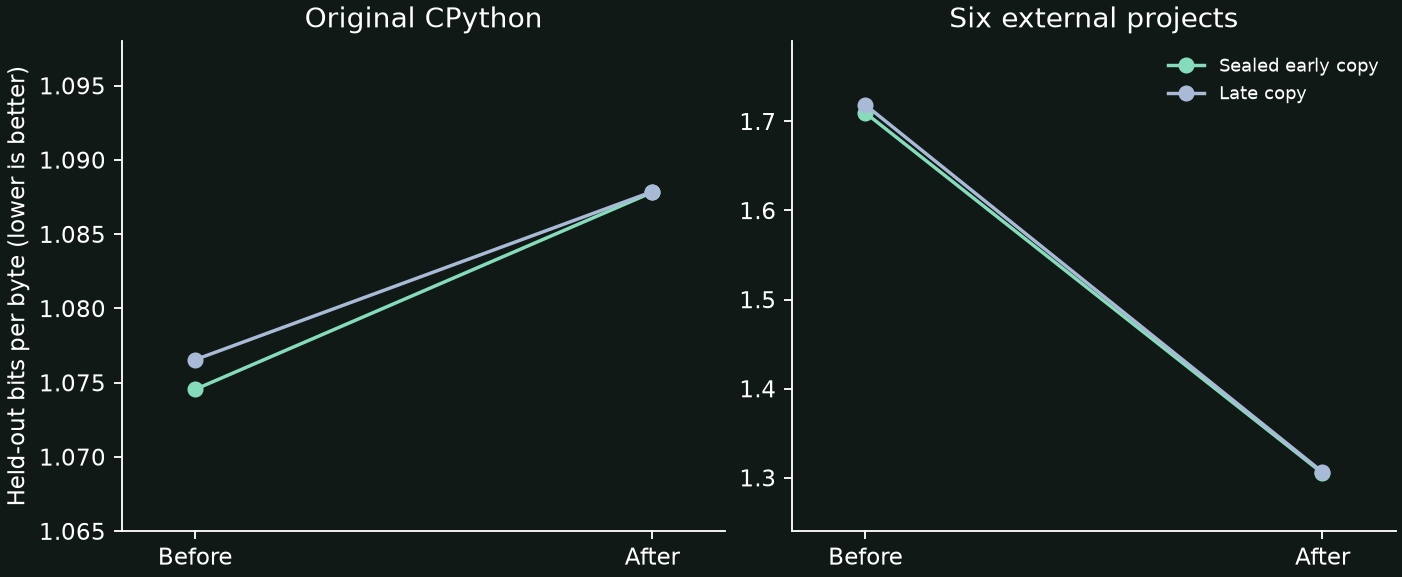 Original CPython
Held-out bits per byte (lower is better)
1.095
1.090
1.085
1.080
1.075
1.070
1.065
Before
After
Six external projects
Sealed early copy
Late copy
1.7
1.6
1.5
1.4
1.3
Before
After